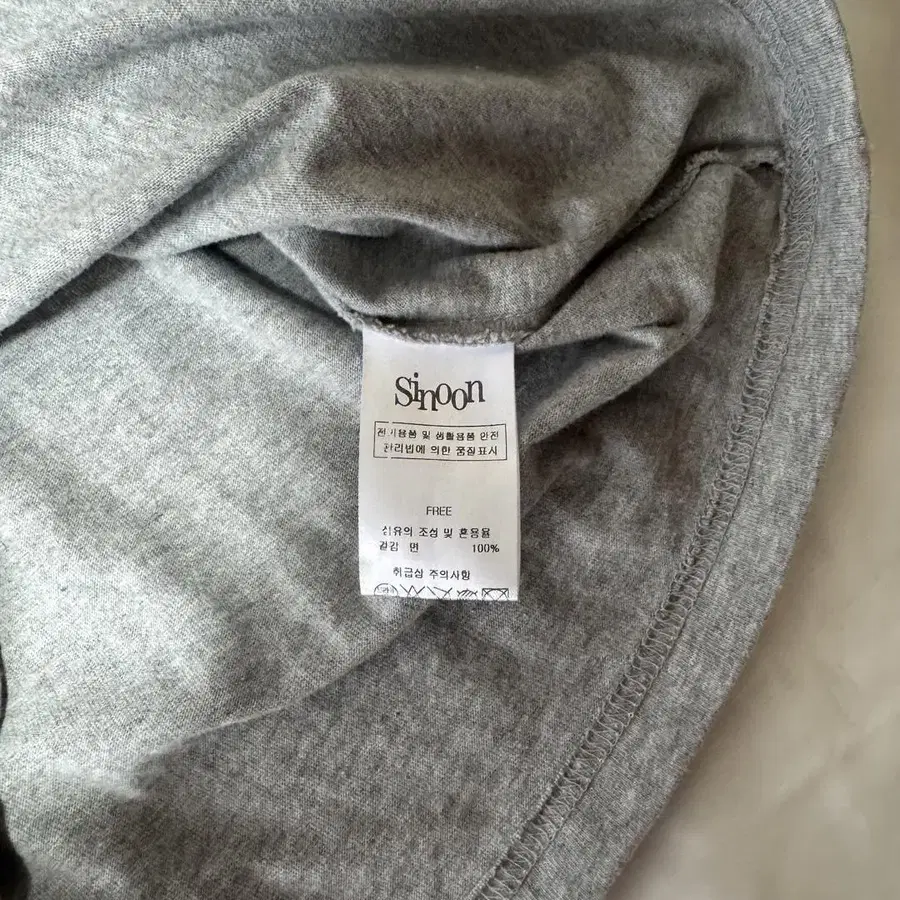 Sinoon
전기용품 및 생활용품 안전
관리법에 의한 품질표시
FREE
섬유의 조성 및 혼용율
겉감 면 100%
취급상 주의사항